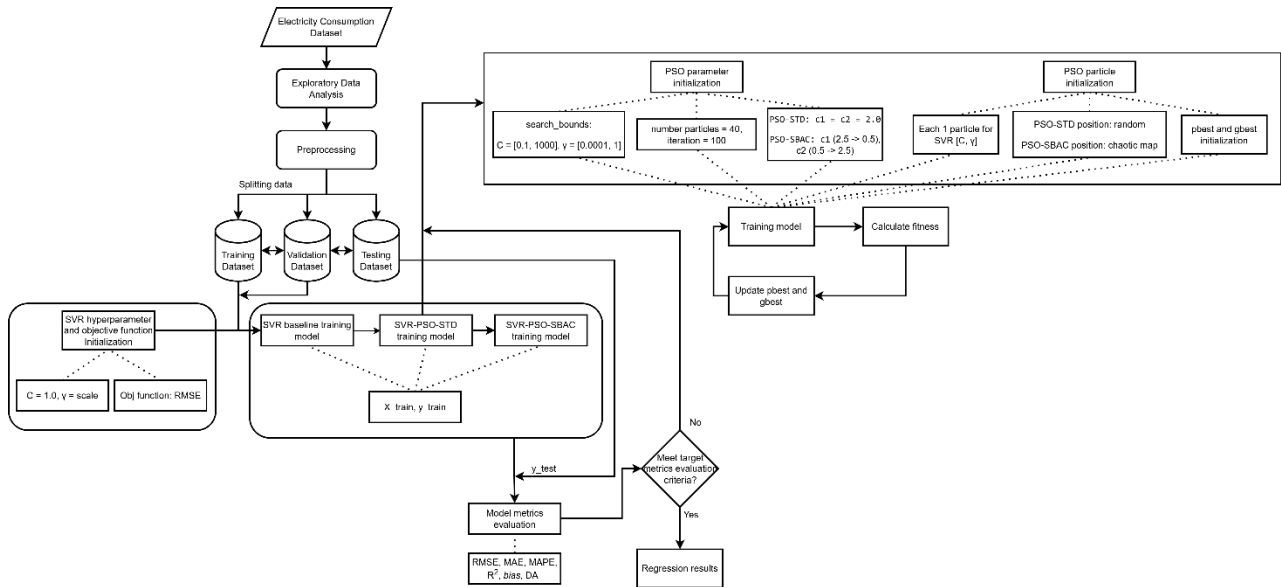 Electricity Consumption
Dataset
Exploratory Data
Analysis
Preprocessing
Splitting data
Training
Dataset
Validation
Dataset
Testing
Dataset
SVR hyperparameter
and objective function
Initialization
C = 1.0, γ = scale
Obj function: RMSE
SVR baseline training
model
SVR-PSO-STD
training model
SVR-PSO-SBAC
training model
X train, y train
y_test
Model metrics
evaluation
RMSE, MAE, MAPE,
R², bias, DA
Meet target
metrics evaluation
criteria?
No
Yes
Regression results
PSO parameter
initialization
search_bounds:
C = [0.1, 1000], γ = [0.0001, 1]
number particles = 40,
iteration = 100
PSO-STD: c1 = c2 = 2.0
PSO-SBAC: c1 (2.5 -> 0.5),
c2 (0.5 -> 2.5)
PSO particle
initialization
Each 1 particle for
SVR [C, γ]
PSO-STD position: random
PSO-SBAC position: chaotic map
pbest and gbest
initialization
Training model
Calculate fitness
Update pbest and
gbest